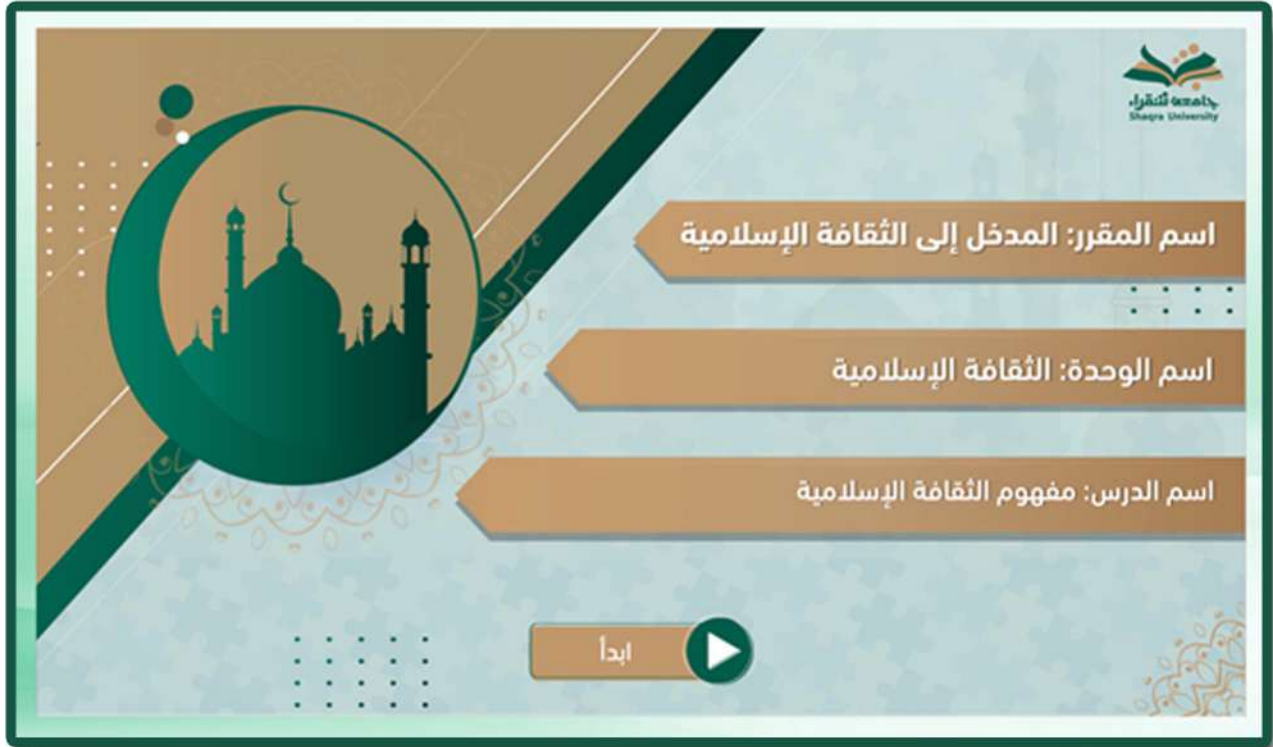 جامعة شقراء
Shaqra University
اسم المقرر: المدخل إلى الثقافة الإسلامية
اسم الوحدة: الثقافة الإسلامية
اسم الدرس: مفهوم الثقافة الإسلامية
ابدأ